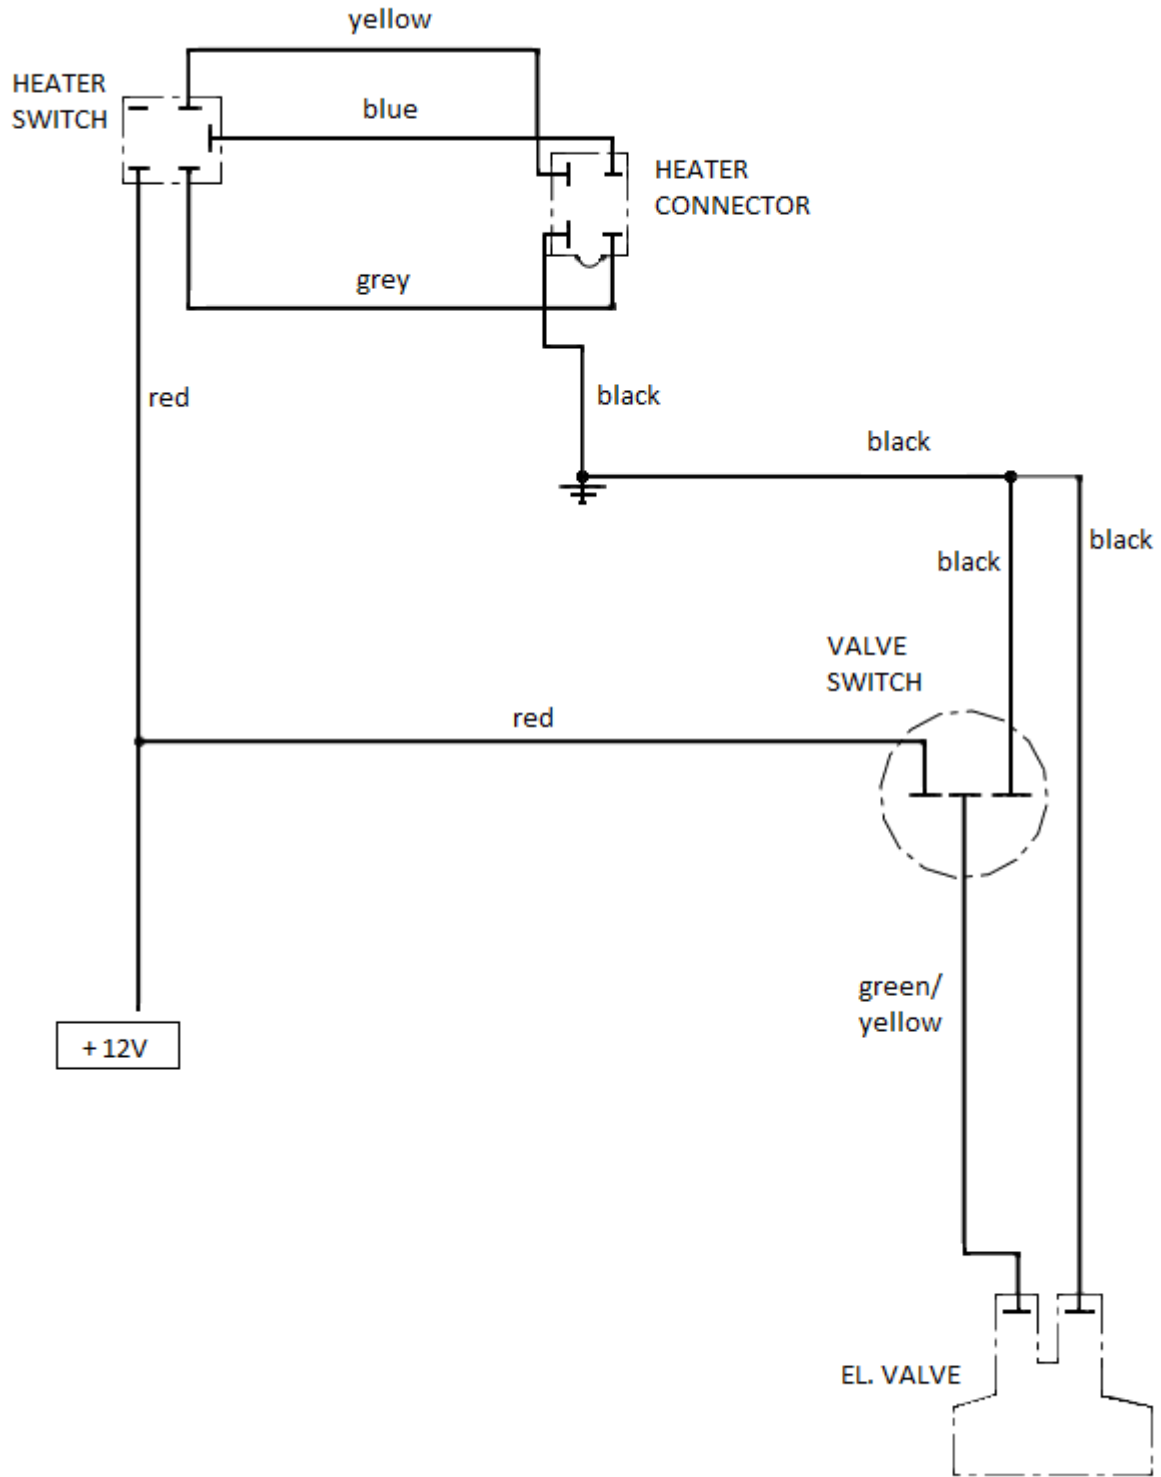 yellow
HEATER
SWITCH
blue
HEATER
CONNECTOR
grey
red
black
black
black
black
VALVE
SWITCH
red
green/
yellow
+ 12V
EL. VALVE